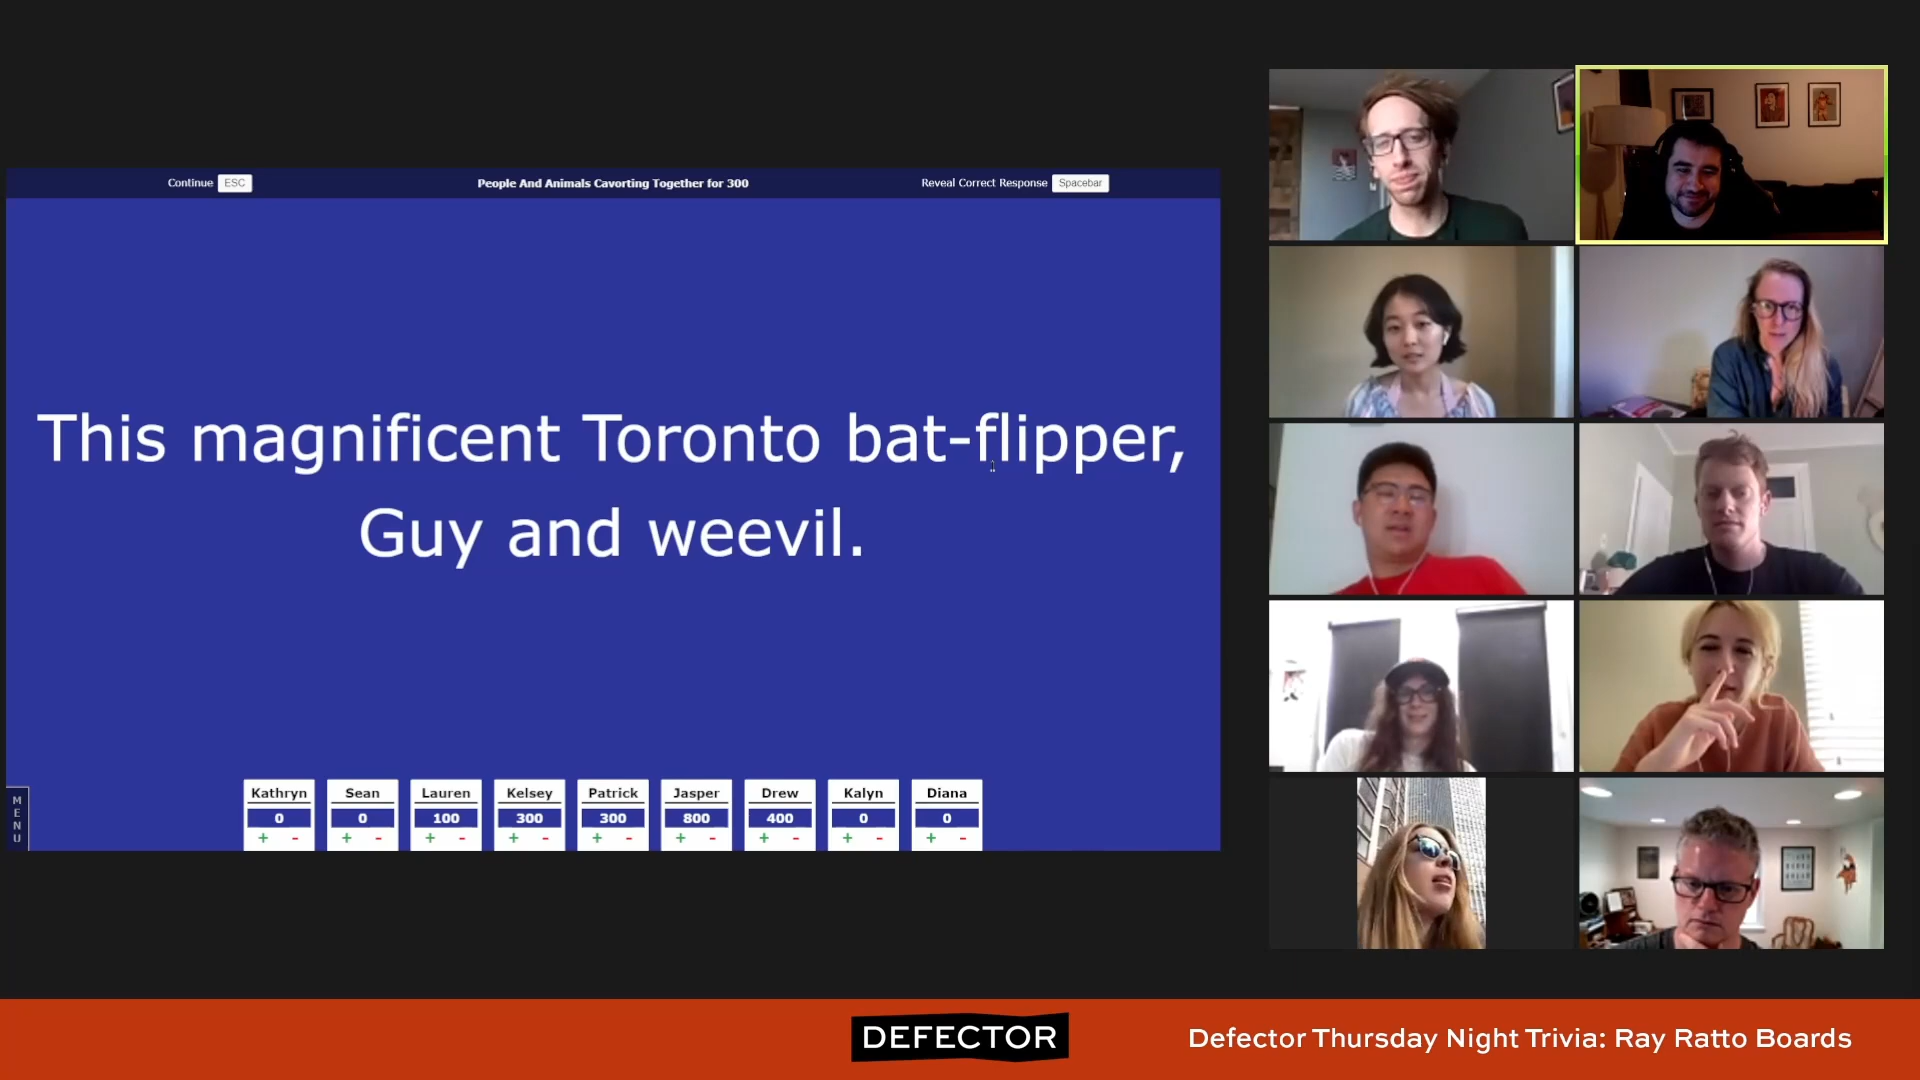 Continue ESC
People And Animals Cavorting Together for 300
Reveal Correct Response Spacebar
This magnificent Toronto bat-flipper,
Guy and weevil.
MENU
Kathryn Sean Lauren Kelsey Patrick Jasper Drew Kalyn Diana
0 0 100 300 300 800 400 0 0
+ - + - + - + - + - + - + - + - + -
DEFECTOR
Defector Thursday Night Trivia: Ray Ratto Boards